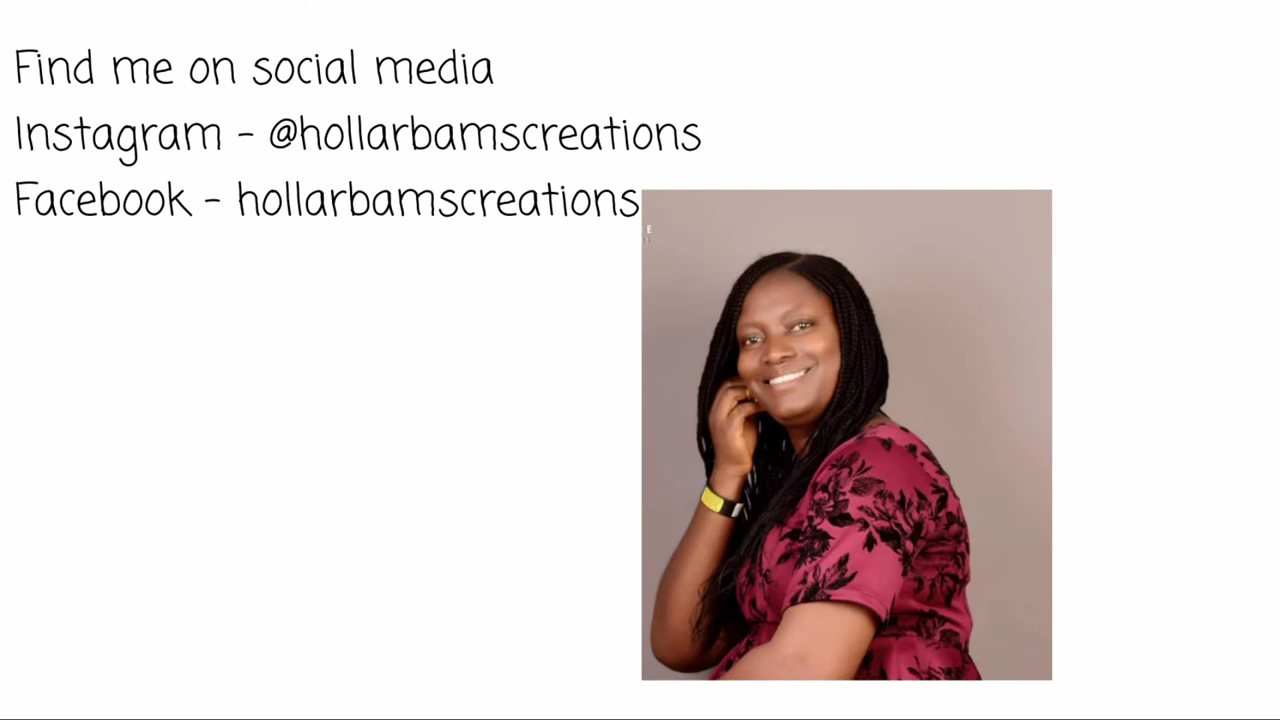 Find me on social media
Instagram - @hollarbamscreations
Facebook - hollarbamscreations
E